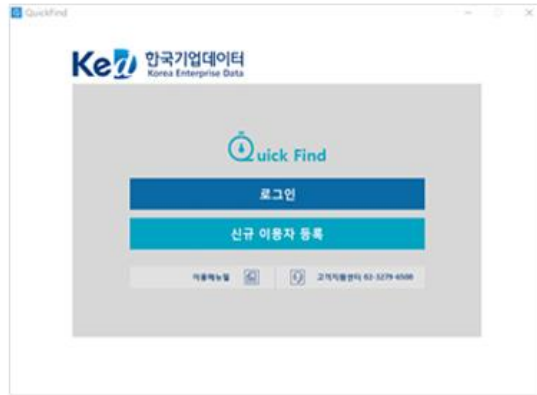 QuickFind
Ked 한국기업데이터
Korea Enterprise Data
Quick Find
로그인
신규 이용자 등록
이용매뉴얼 고객지원센터 02-3279-6500